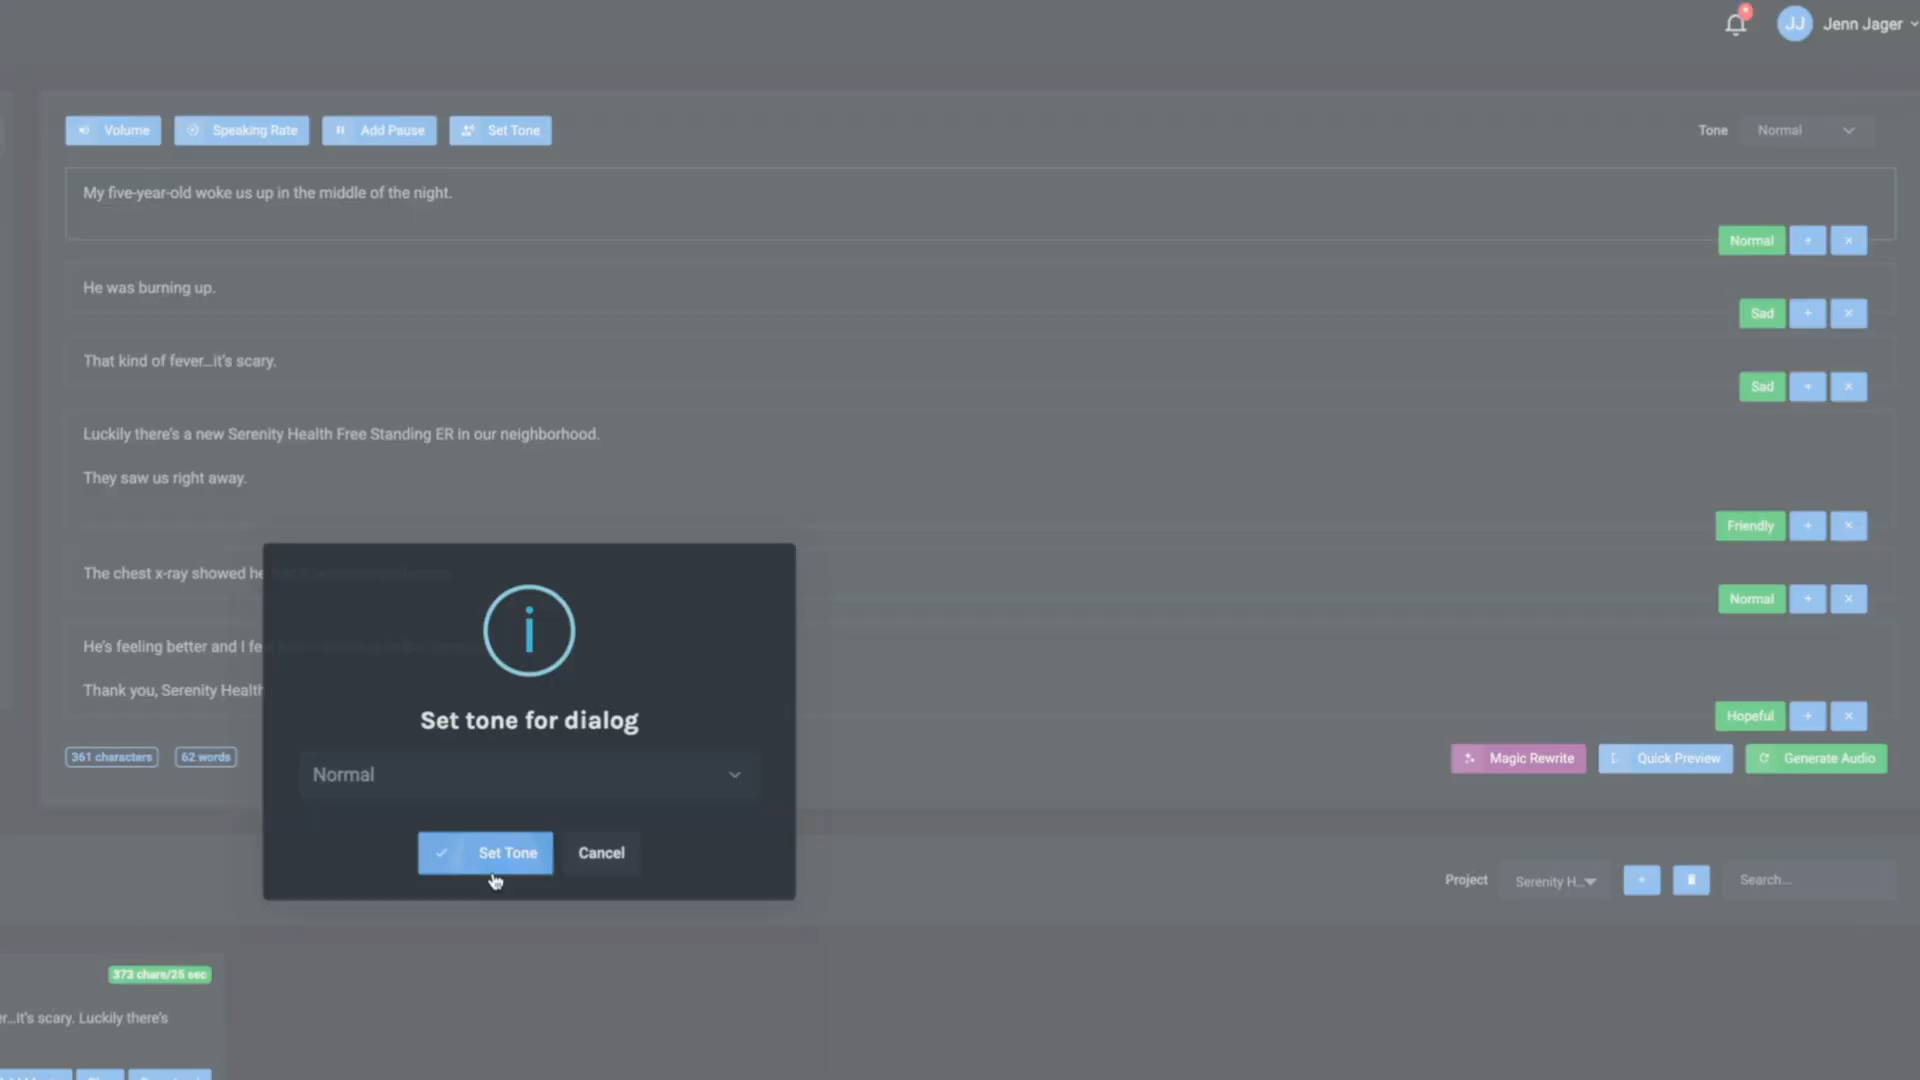 JJ Jenn Jager
Volume Speaking Rate Add Pause Set Tone Tone Normal
My five-year-old woke us up in the middle of the night.
Normal + ×
He was burning up.
Sad + ×
That kind of fever...it's scary.
Sad + ×
Luckily there's a new Serenity Health Free Standing ER in our neighborhood.
They saw us right away.
Friendly + ×
The chest x-ray showed he
Normal + ×
He's feeling better and I fe
Thank you, Serenity Health
Hopeful + ×
361 characters 62 words
Magic Rewrite Quick Preview Generate Audio
Set tone for dialog
Normal
Set Tone Cancel
Project Serenity H... + Search...
373 chars/25 sec
er...it's scary. Luckily there's